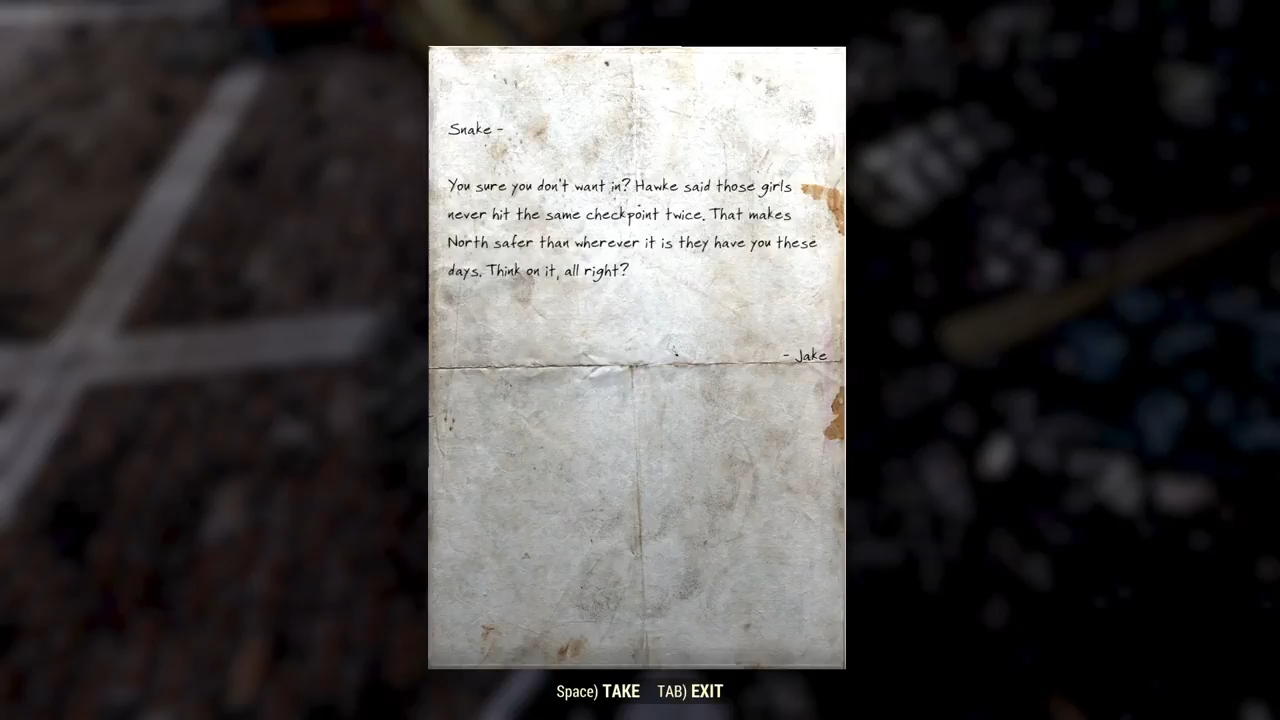 Snake -
You sure you don't want in? Hawke said those girls
never hit the same checkpoint twice. That makes
North safer than wherever it is they have you these
days. Think on it, all right?
- Jake
Space) TAKE TAB) EXIT